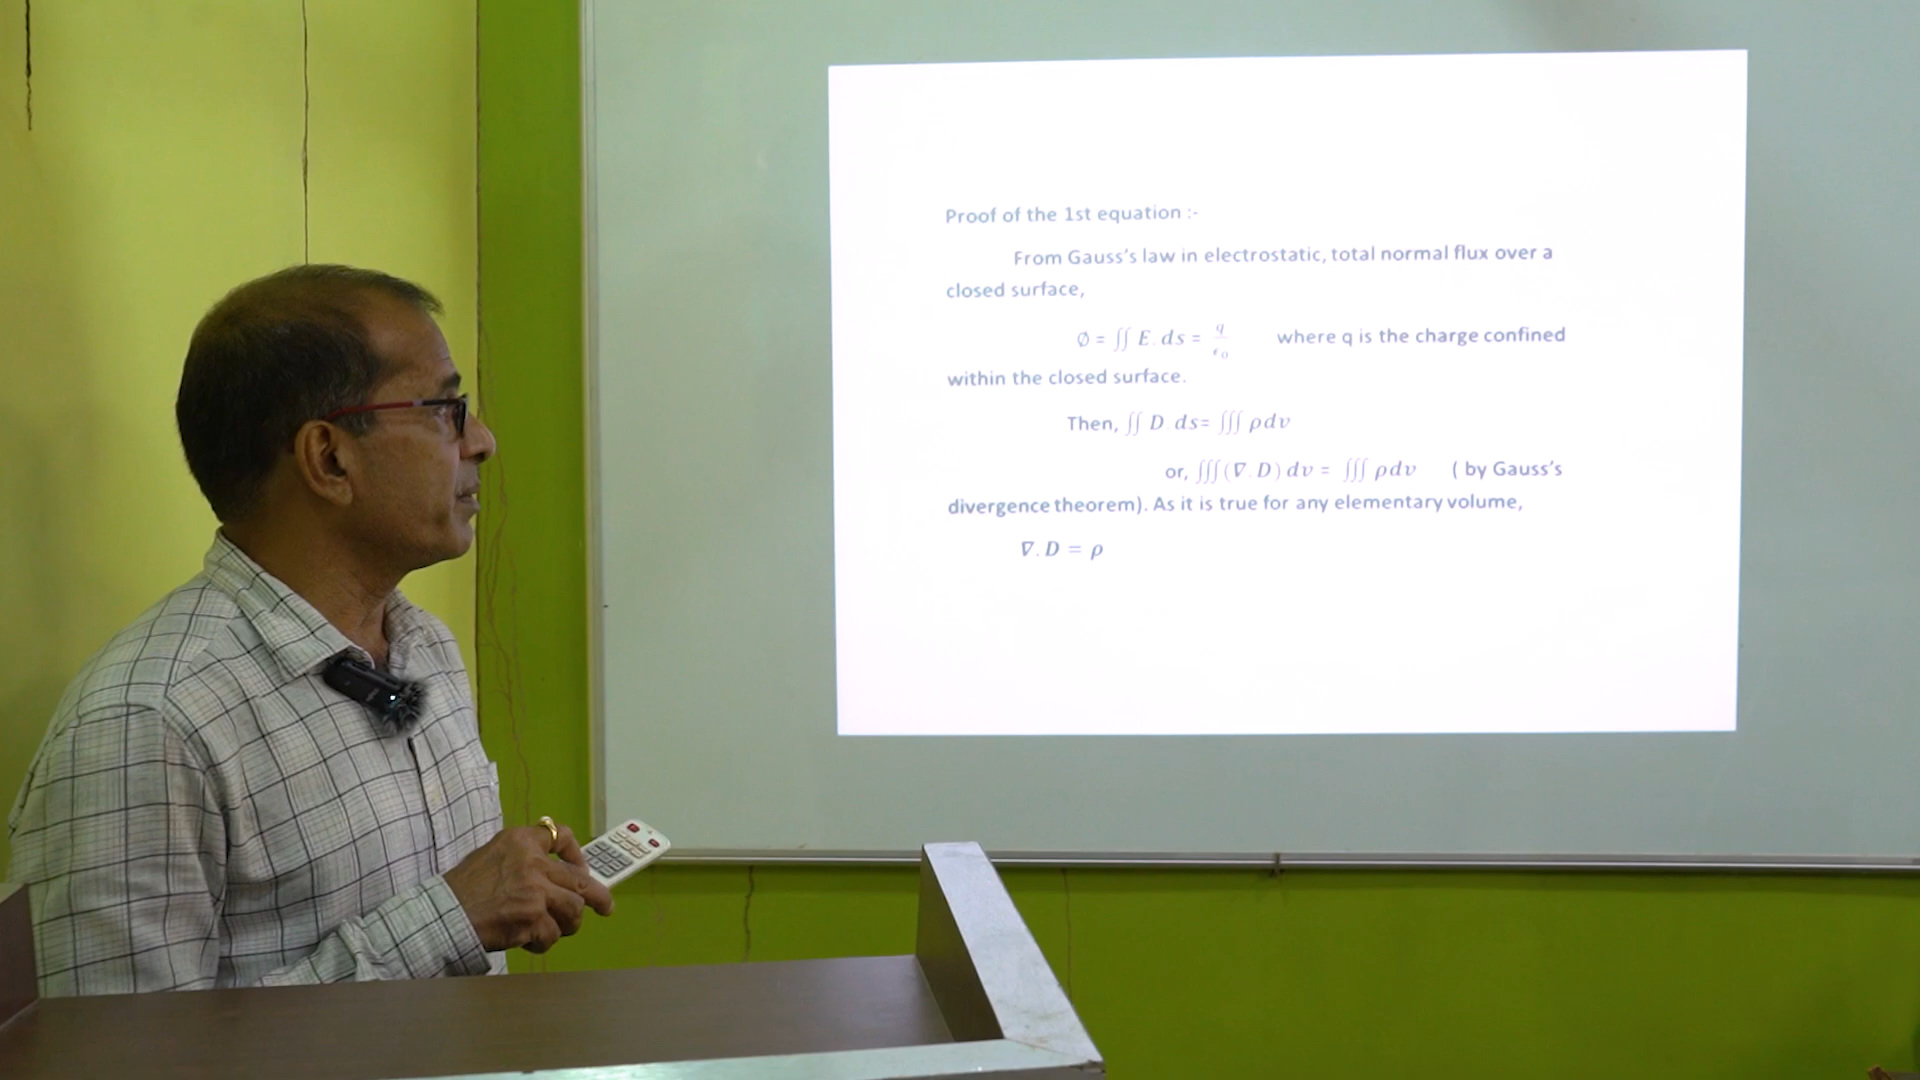 Proof of the 1st equation :-
From Gauss's law in electrostatic, total normal flux over a
closed surface,
∅ = ∬ E. ds = q/ϵ₀ where q is the charge confined
within the closed surface.
Then, ∬ D ds= ∭ ρdv
or, ∭(∇. D) dv = ∭ ρdv ( by Gauss's
divergence theorem). As it is true for any elementary volume,
∇. D = ρ